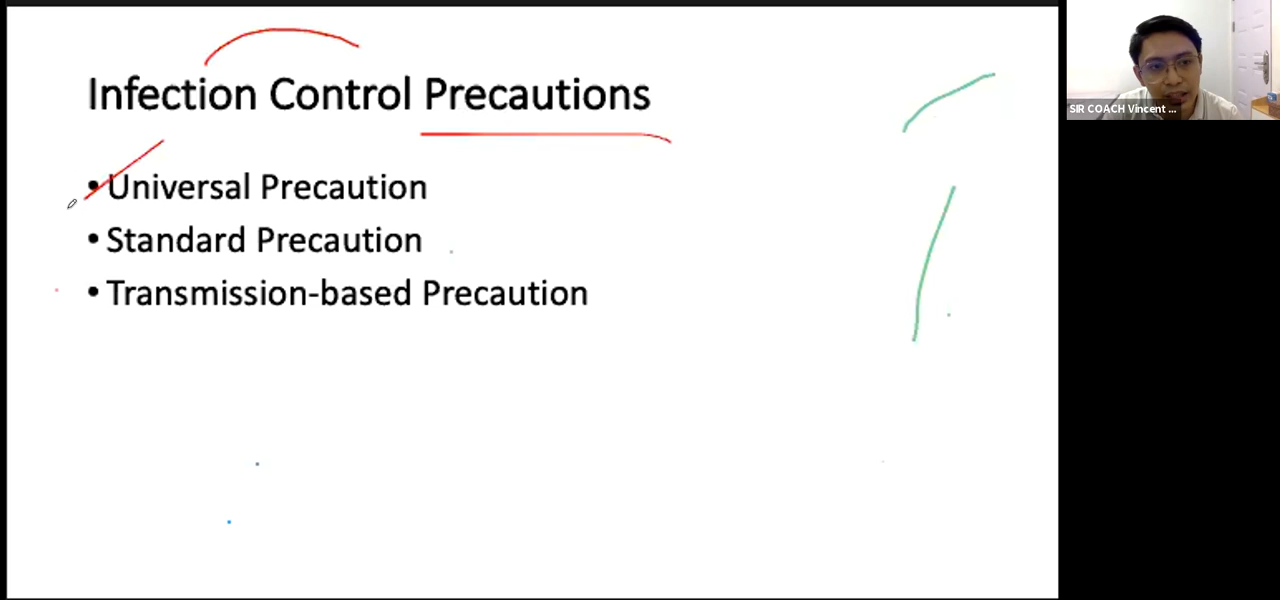 Infection Control Precautions
• Universal Precaution
• Standard Precaution
• Transmission-based Precaution
SIR COACH Vincent ...